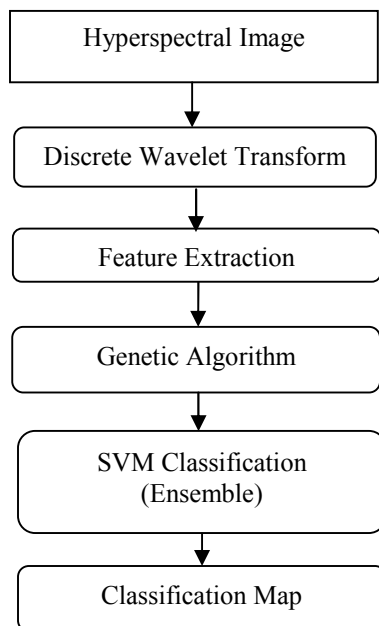 Hyperspectral Image
Discrete Wavelet Transform
Feature Extraction
Genetic Algorithm
SVM Classification
(Ensemble)
Classification Map